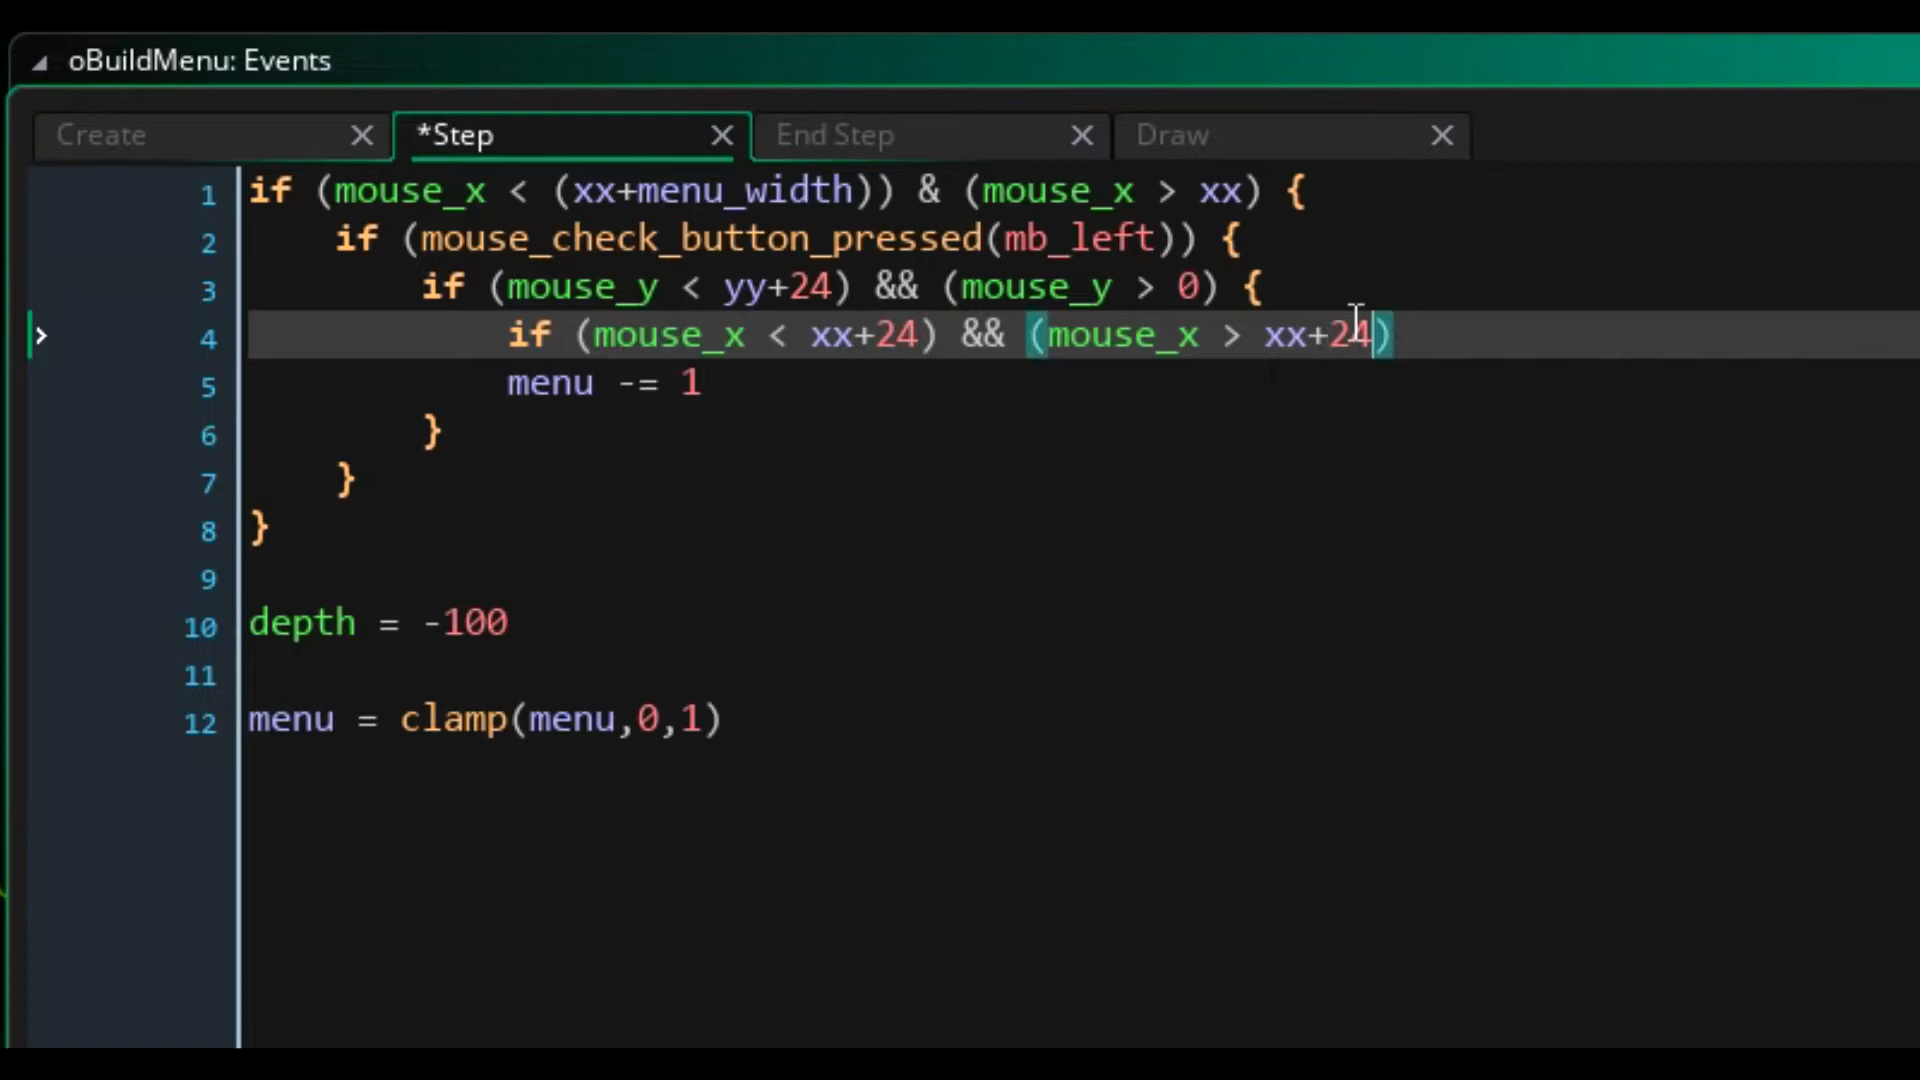 oBuildMenu: Events
Create *Step End Step Draw
1 if (mouse_x < (xx+menu_width)) & (mouse_x > xx) {
2 if (mouse_check_button_pressed(mb_left)) {
3 if (mouse_y < yy+24) && (mouse_y > 0) {
4 if (mouse_x < xx+24) && (mouse_x > xx+24)
5 menu -= 1
6 }
7 }
8 }
9
10 depth = -100
11
12 menu = clamp(menu,0,1)